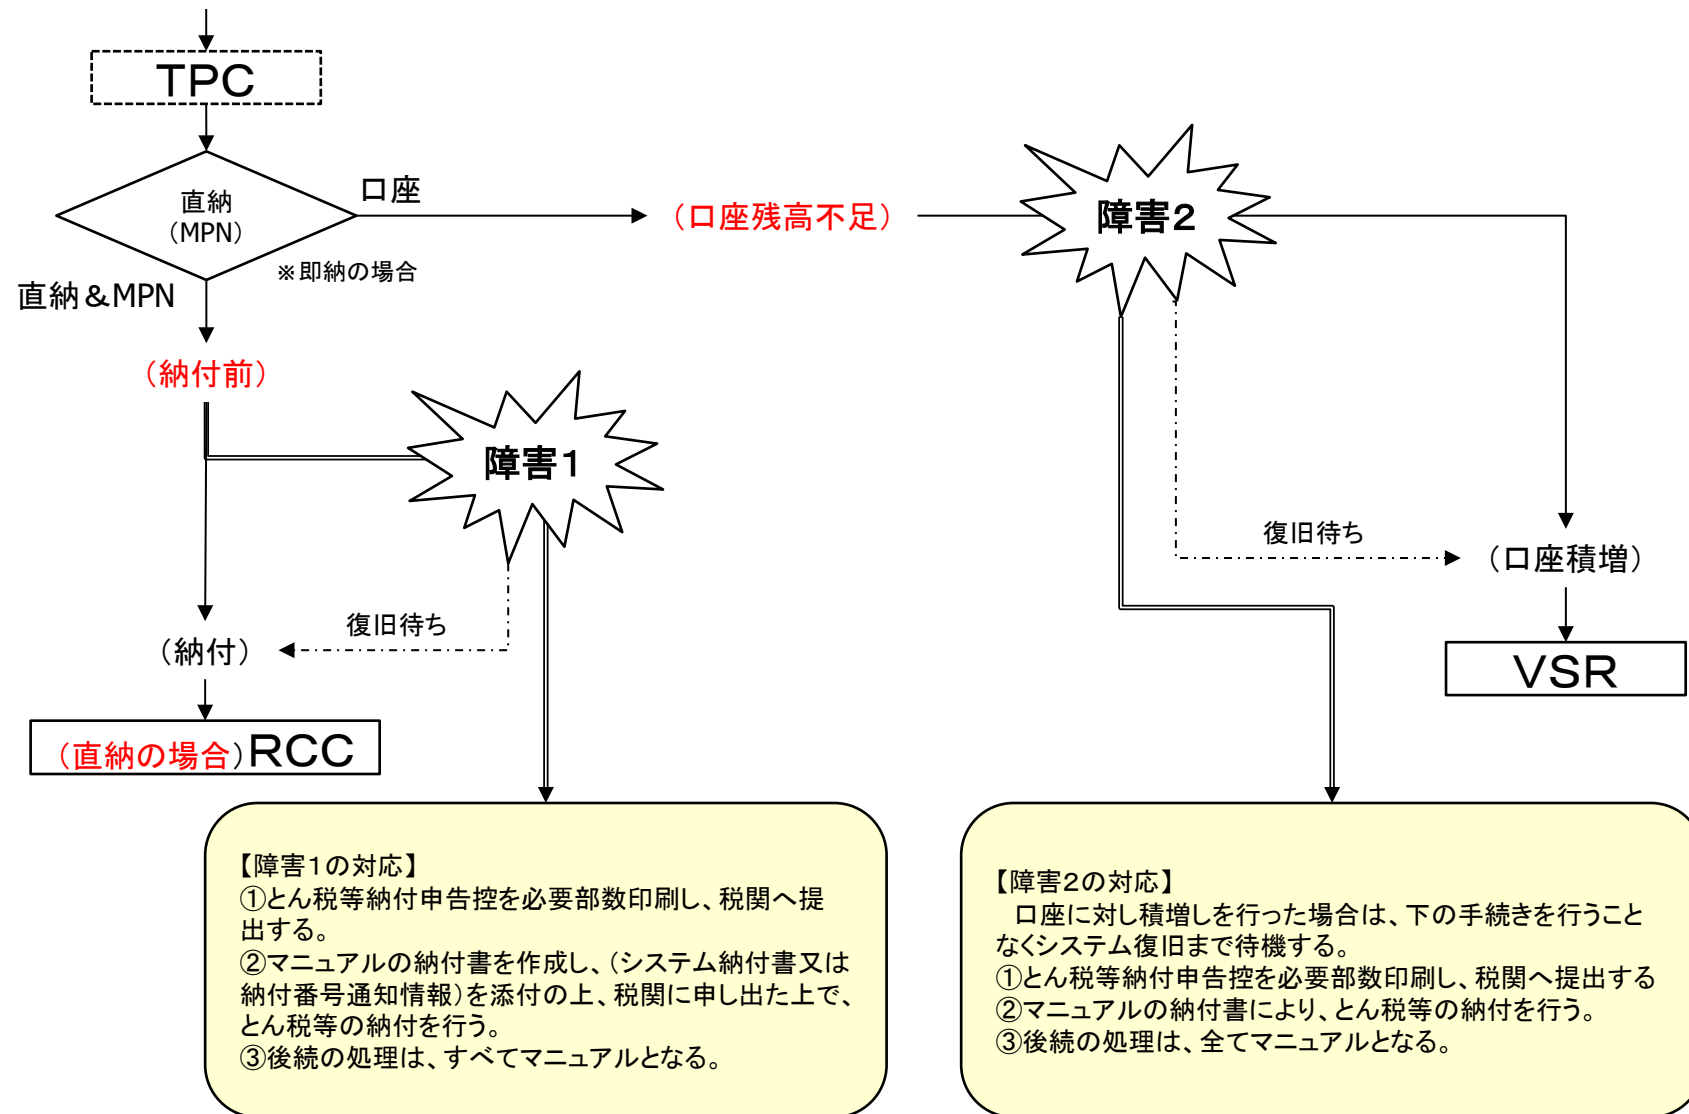 TPC
直納
(MPN)
口座
※即納の場合
直納&MPN
(口座残高不足)
障害2
(納付前)
障害1
復旧待ち
(口座積増)
復旧待ち
(納付)
VSR
(直納の場合)RCC
【障害1の対応】
①とん税等納付申告控を必要部数印刷し、税関へ提
出する。
②マニュアルの納付書を作成し、(システム納付書又は
納付番号通知情報)を添付の上、税関に申し出た上で、
とん税等の納付を行う。
③後続の処理は、すべてマニュアルとなる。
【障害2の対応】
 口座に対し積増しを行った場合は、下の手続きを行うこと
なくシステム復旧まで待機する。
①とん税等納付申告控を必要部数印刷し、税関へ提出する
②マニュアルの納付書により、とん税等の納付を行う。
③後続の処理は、全てマニュアルとなる。